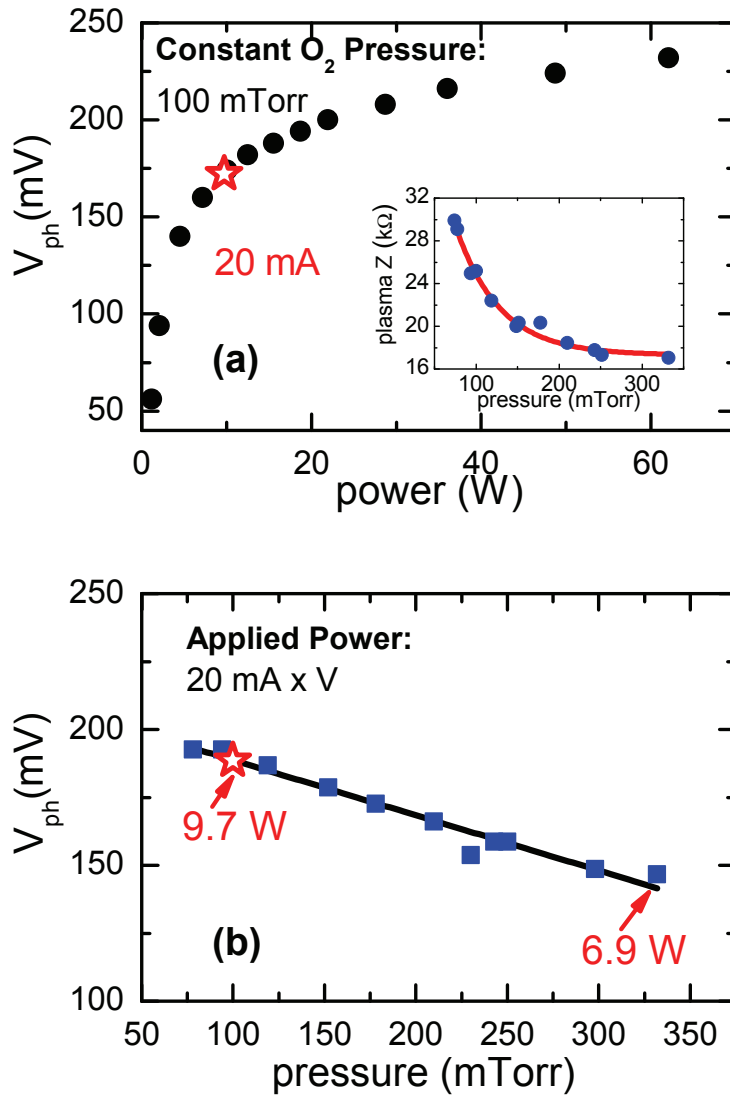 Constant O₂ Pressure:
100 mTorr
20 mA
(a)
V_ph(mV)
250
200
150
100
50
0
20
40
60
power (W)
plasma Z (kΩ)
32
28
24
20
16
100
200
300
pressure (mTorr)
Applied Power:
20 mA x V
9.7 W
6.9 W
(b)
V_ph(mV)
250
200
150
100
50
100
150
200
250
300
350
pressure (mTorr)